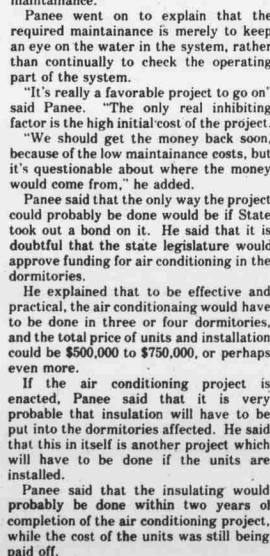 maintainance.
Panee went on to explain that the
required maintainance is merely to keep
an eye on the water in the system, rather
than continually to check the operating
part of the system.
"It's really a favorable project to go on"
said Panee. "The only real inhibiting
factor is the high initial cost of the project.
"We should get the money back soon,
because of the low maintainance costs, but
it's questionable about where the money
would come from," he added.
Panee said that the only way the project
could probably be done would be if State
took out a bond on it. He said that it is
doubtful that the state legislature would
approve funding for air conditioning in the
dormitories.
He explained that to be effective and
practical, the air conditionaing would have
to be done in three or four dormitories,
and the total price of units and installation
could be $500,000 to $750,000, or perhaps
even more.
If the air conditioning project is
enacted, Panee said that it is very
probable that insulation will have to be
put into the dormitories affected. He said
that this in itself is another project which
will have to be done if the units are
installed.
Panee said that the insulating would
probably be done within two years of
completion of the air conditioning project,
while the cost of the units was still being
paid off.